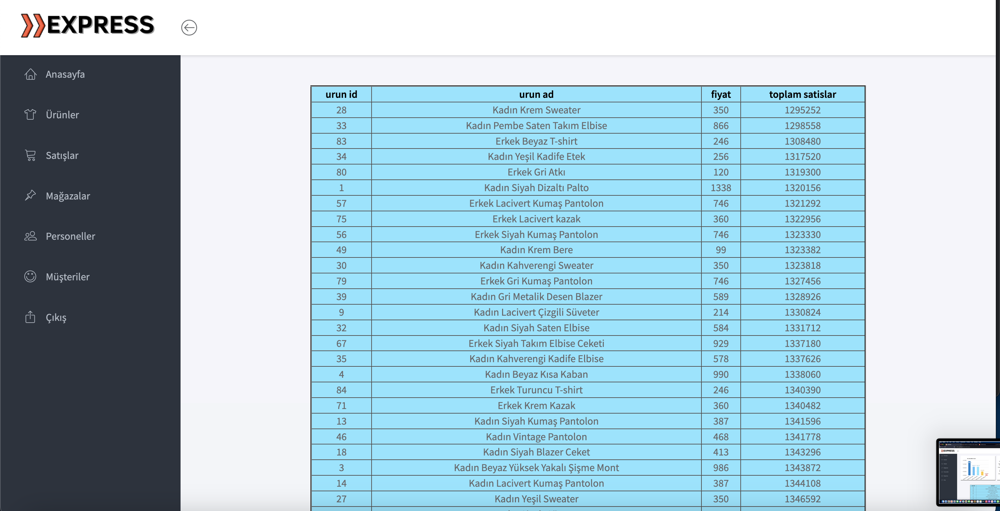 EXPRESS
Anasayfa
Ürünler
Satışlar
Mağazalar
Personeller
Müşteriler
Çıkış
urun id urun ad fiyat toplam satislar
28 Kadın Krem Sweater 350 1295252
33 Kadın Pembe Saten Takım Elbise 866 1298558
83 Erkek Beyaz T-shirt 246 1308480
34 Kadın Yeşil Kadife Etek 256 1317520
80 Erkek Gri Atkı 120 1319300
1 Kadın Siyah Dizaltı Palto 1338 1320156
57 Erkek Lacivert Kumaş Pantolon 746 1321292
75 Erkek Lacivert kazak 360 1322956
56 Erkek Siyah Kumaş Pantolon 746 1323330
49 Kadın Krem Bere 99 1323382
30 Kadın Kahverengi Sweater 350 1323818
79 Erkek Gri Kumaş Pantolon 746 1327456
39 Kadın Gri Metalik Desen Blazer 589 1328926
9 Kadın Lacivert Çizgili Süveter 214 1330824
32 Kadın Siyah Saten Elbise 584 1331712
67 Erkek Siyah Takım Elbise Ceketi 929 1337180
35 Kadın Kahverengi Kadife Elbise 578 1337626
4 Kadın Beyaz Kısa Kaban 990 1338060
84 Erkek Turuncu T-shirt 246 1340390
71 Erkek Krem Kazak 360 1340482
13 Kadın Siyah Kumaş Pantolon 387 1341596
46 Kadın Vintage Pantolon 468 1341778
18 Kadın Siyah Blazer Ceket 413 1343296
3 Kadın Beyaz Yüksek Yakalı Şişme Mont 986 1343872
14 Kadın Lacivert Kumaş Pantolon 387 1344108
27 Kadın Yeşil Sweater 350 1346592
EXPRESS